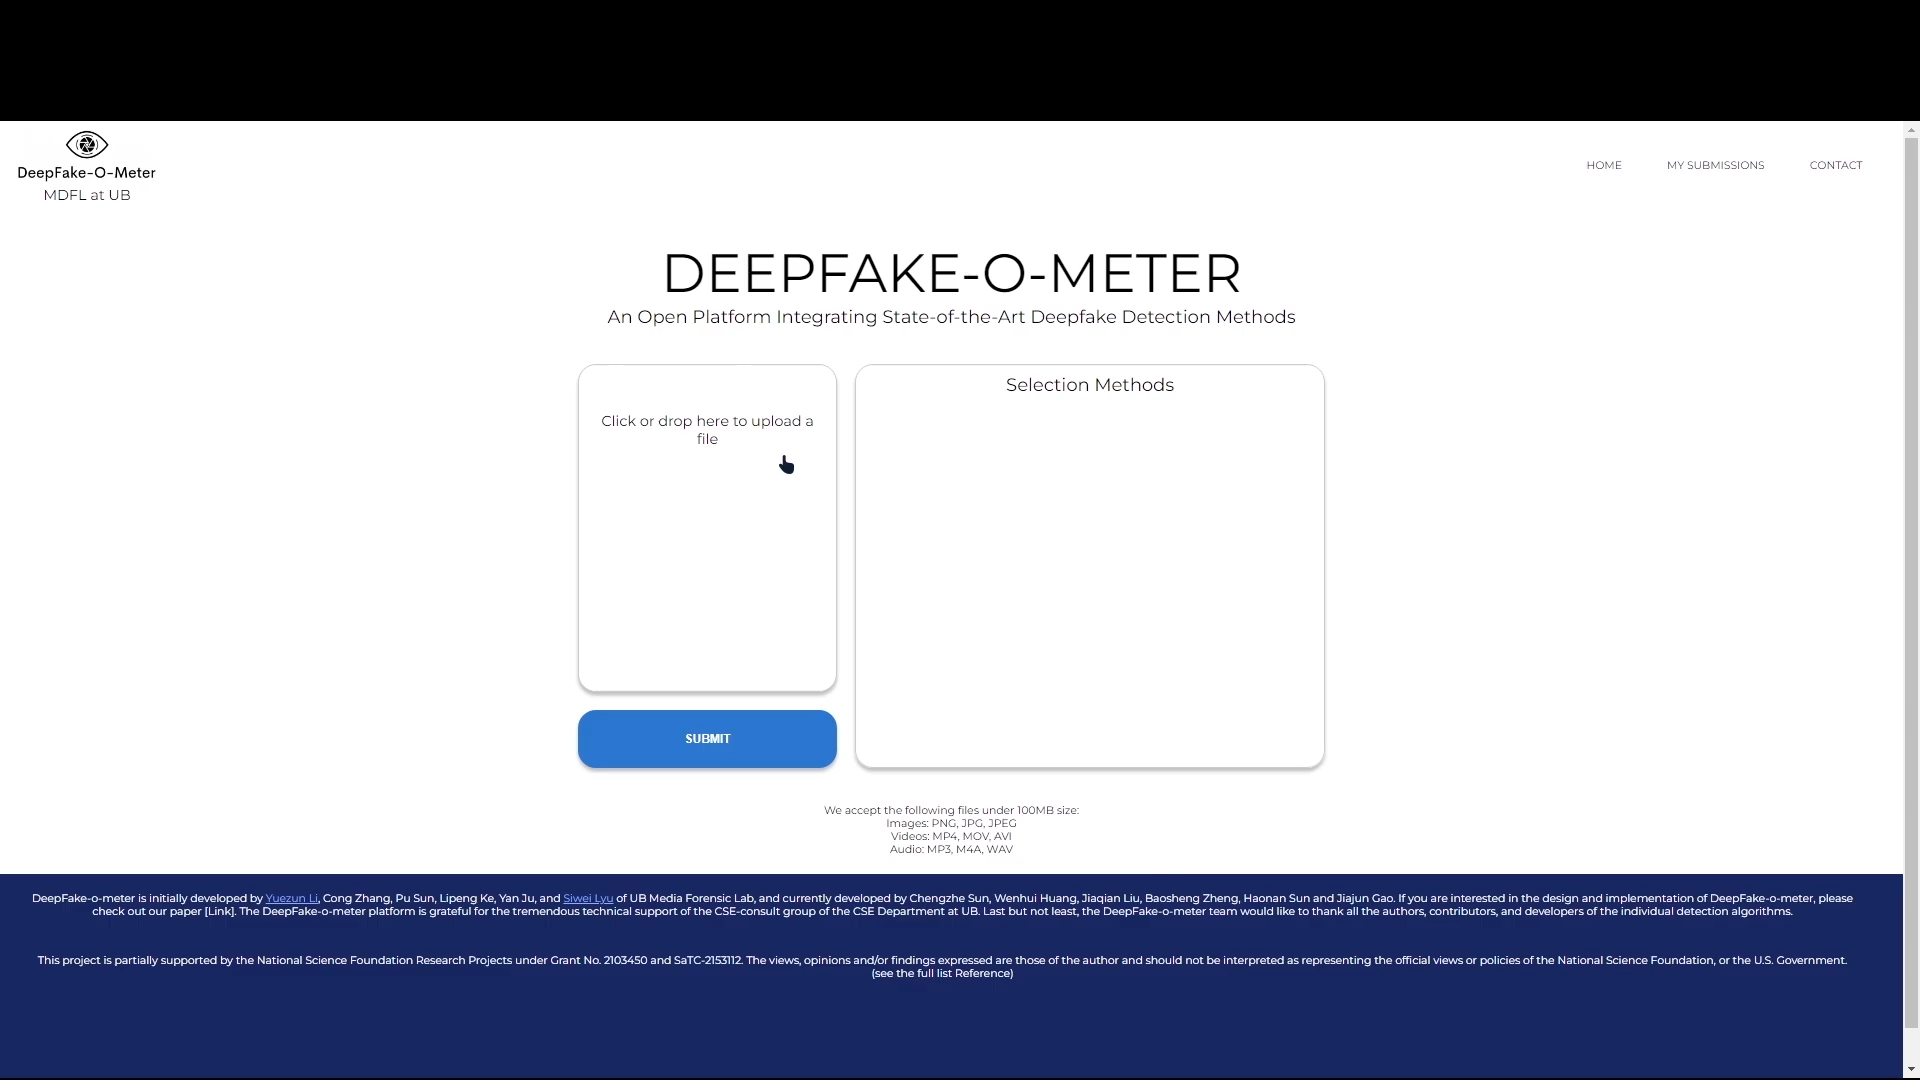 DeepFake-O-Meter
MDFL at UB
HOME
MY SUBMISSIONS
CONTACT
DEEPFAKE-O-METER
An Open Platform Integrating State-of-the-Art Deepfake Detection Methods
Click or drop here to upload a
file
Selection Methods
SUBMIT
We accept the following files under 100MB size:
Images: PNG, JPG, JPEG
Videos: MP4, MOV, AVI
Audio: MP3, M4A, WAV
DeepFake-o-meter is initially developed by Yuezun Li, Cong Zhang, Pu Sun, Lipeng Ke, Yan Ju, and Siwei Lyu of UB Media Forensic Lab, and currently developed by Chengzhe Sun, Wenhui Huang, Jiaqian Liu, Baosheng Zheng, Haonan Sun and Jiajun Gao. If you are interested in the design and implementation of DeepFake-o-meter, please
check out our paper [Link]. The DeepFake-o-meter platform is grateful for the tremendous technical support of the CSE-consult group of the CSE Department at UB. Last but not least, the DeepFake-o-meter team would like to thank all the authors, contributors, and developers of the individual detection algorithms.
This project is partially supported by the National Science Foundation Research Projects under Grant No. 2103450 and SaTC-2153112. The views, opinions and/or findings expressed are those of the author and should not be interpreted as representing the official views or policies of the National Science Foundation, or the U.S. Government.
(see the full list Reference)